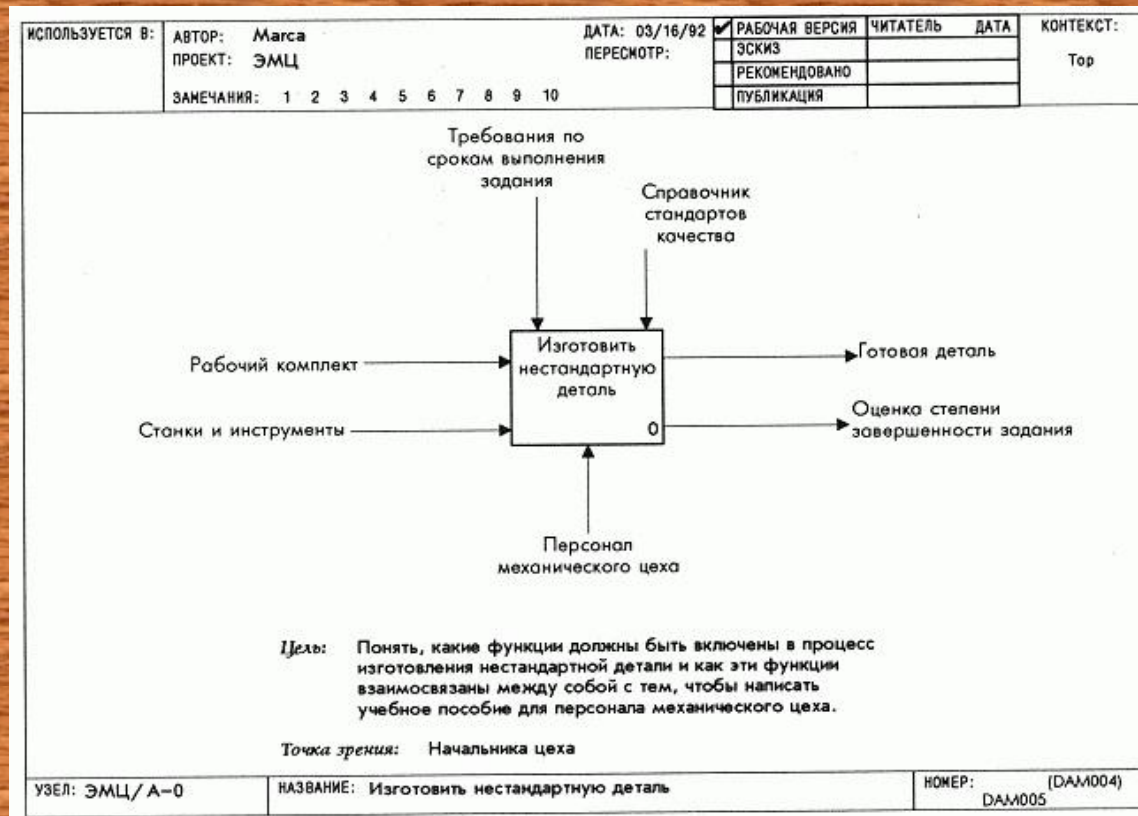 ИСПОЛЬЗУЕТСЯ В:
АВТОР: Marca
ДАТА: 03/16/92
ПРОЕКТ: ЭМЦ
ПЕРЕСМОТР:
ЗАМЕЧАНИЯ: 1 2 3 4 5 6 7 8 9 10
РАБОЧАЯ ВЕРСИЯ
ЧИТАТЕЛЬ ДАТА
ЭСКИЗ
РЕКОМЕНДОВАНО
ПУБЛИКАЦИЯ
КОНТЕКСТ:
Top
Требования по
срокам выполнения
задания
Справочник
стандартов
качества
Рабочий комплект
Станки и инструменты
Изготовить
нестандартную
деталь
0
Готовая деталь
Оценка степени
завершенности задания
Персонал
механического цеха
Цель: Понять, какие функции должны быть включены в процесс
изготовления нестандартной детали и как эти функции
взаимосвязаны между собой с тем, чтобы написать
учебное пособие для персонала механического цеха.
Точка зрения: Начальника цеха
УЗЕЛ: ЭМЦ/А-0
НАЗВАНИЕ: Изготовить нестандартную деталь
НОМЕР: (DAM004)
DAM005